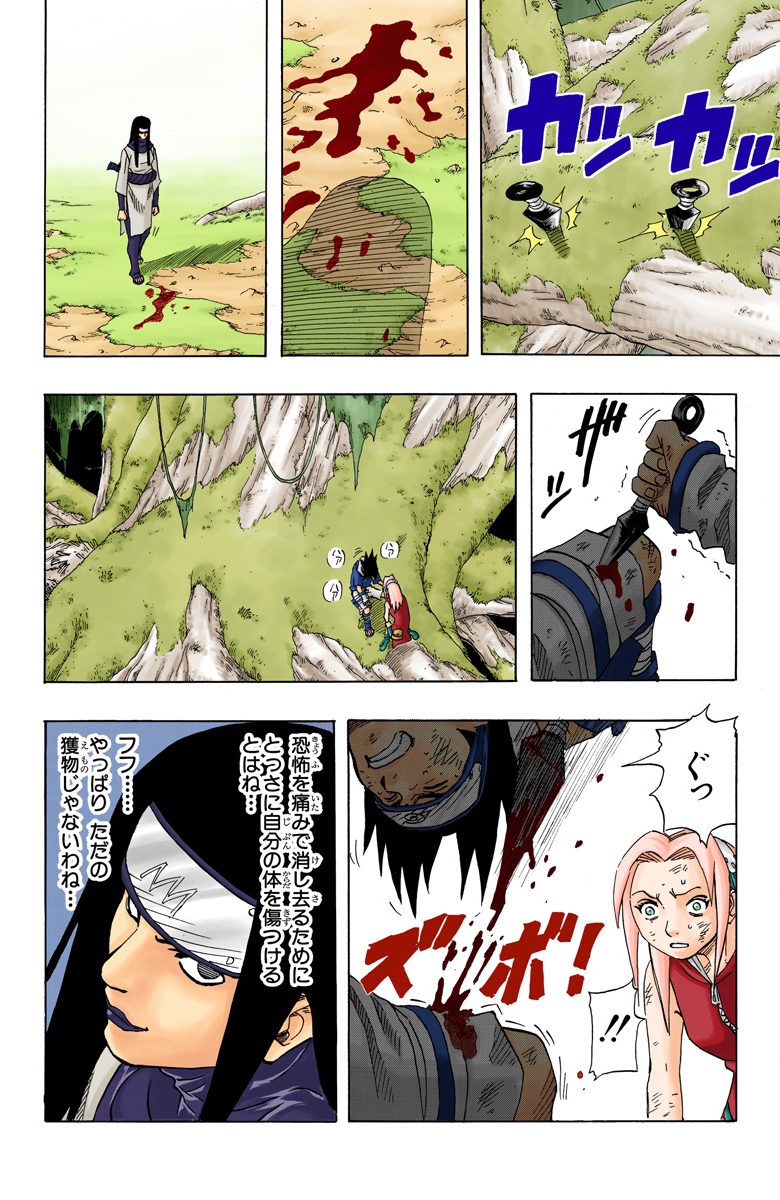 カッ
カッ
ザッ
ハア
ハア
ハア
ぐっ
ズボ！
!!
恐怖を痛みで消し去るために
とっさに自分の体を傷つける
とはね…
フフ……
やっぱり ただの
獲物じゃないわね…